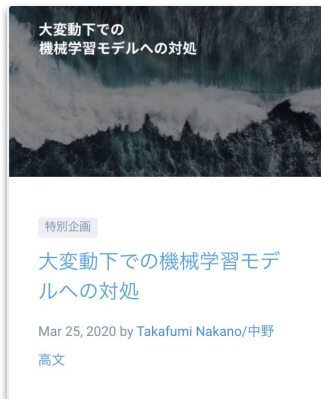 大変動下での
機械学習モデルへの対処
特別企画
大変動下での機械学習モデ
ルへの対処
Mar 25, 2020 by Takafumi Nakano/中野
高文